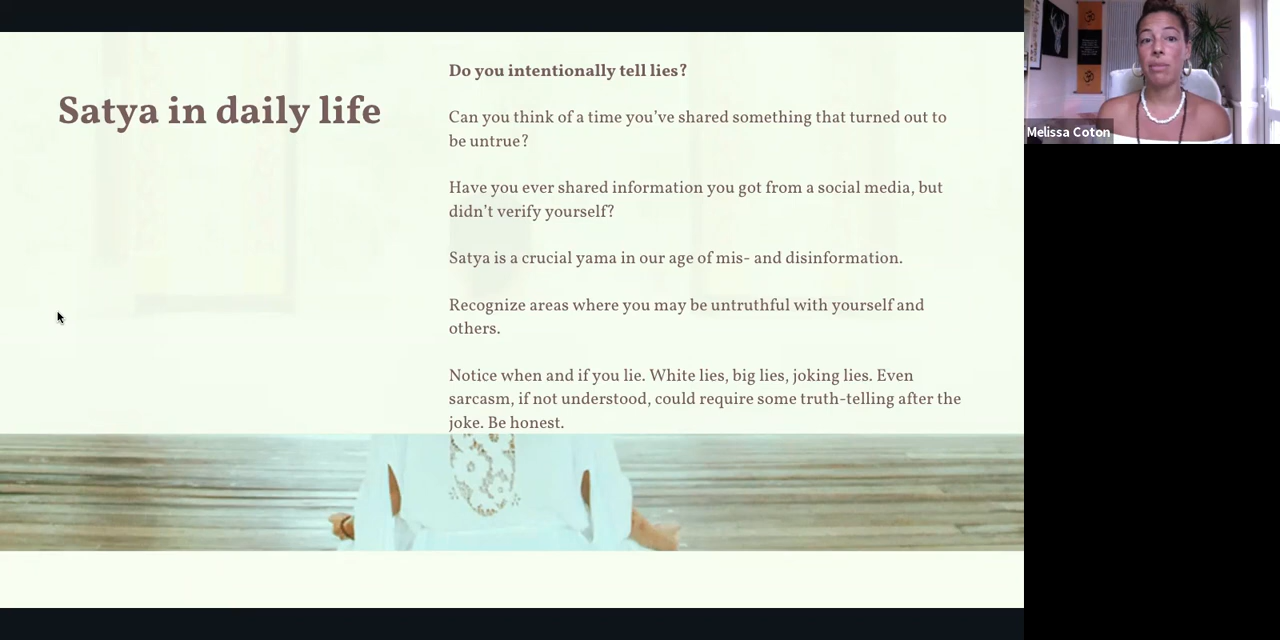 Satya in daily life
Do you intentionally tell lies?
Can you think of a time you’ve shared something that turned out to
be untrue?
Have you ever shared information you got from a social media, but
didn’t verify yourself?
Satya is a crucial yama in our age of mis- and disinformation.
Recognize areas where you may be untruthful with yourself and
others.
Notice when and if you lie. White lies, big lies, joking lies. Even
sarcasm, if not understood, could require some truth-telling after the
joke. Be honest.
Melissa Coton